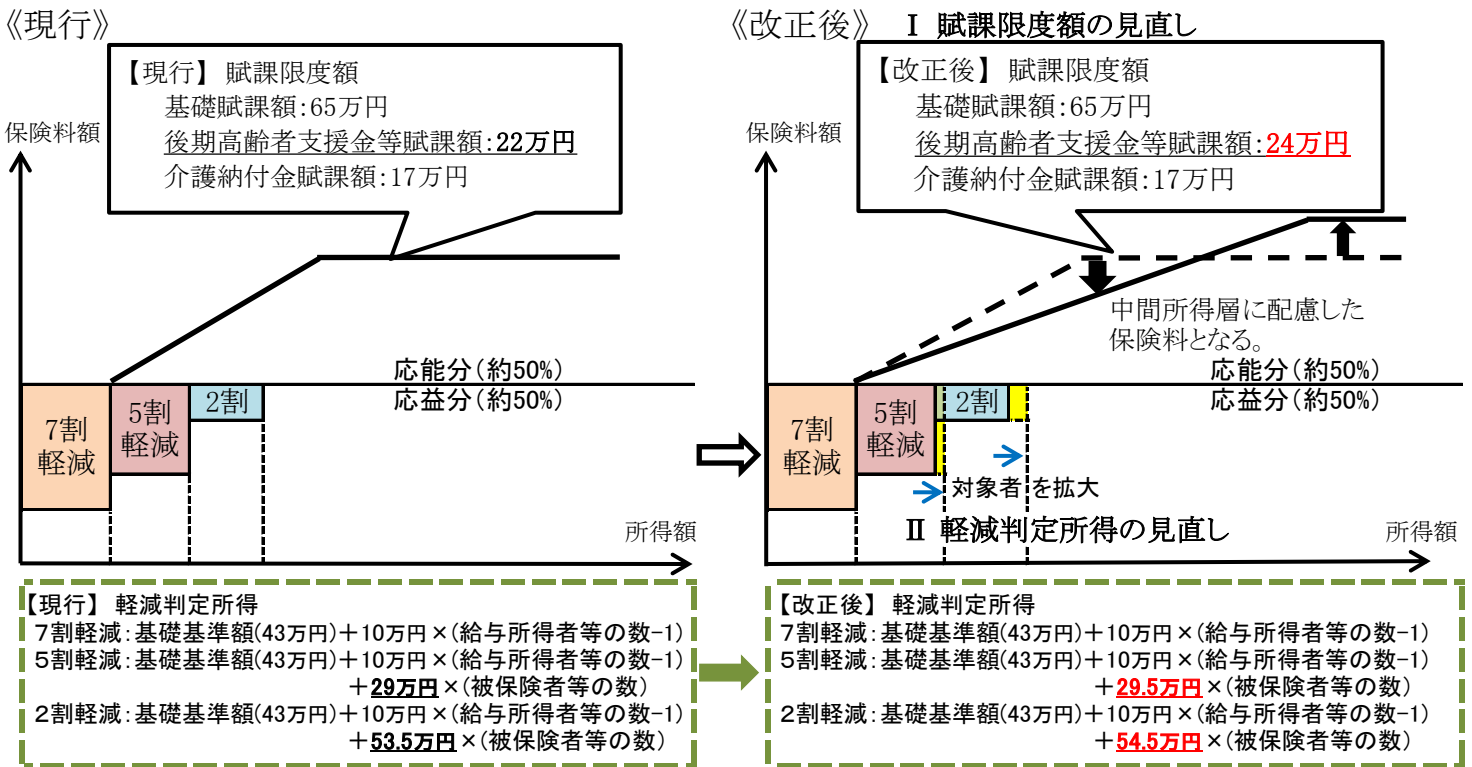 《現行》
【現行】 賦課限度額
基礎賦課額:65万円
後期高齢者支援金等賦課額:22万円
介護納付金賦課額:17万円
保険料額
応能分（約50%）
応益分（約50%）
7割
軽減
5割
軽減
2割
所得額
【現行】 軽減判定所得
7割軽減：基礎基準額(43万円)＋10万円×(給与所得者等の数-1)
5割軽減：基礎基準額(43万円)＋10万円×(給与所得者等の数-1)
＋29万円×(被保険者等の数)
2割軽減：基礎基準額(43万円)＋10万円×(給与所得者等の数-1)
＋53.5万円×(被保険者等の数)
《改正後》 Ⅰ 賦課限度額の見直し
【改正後】 賦課限度額
基礎賦課額:65万円
後期高齢者支援金等賦課額:24万円
介護納付金賦課額:17万円
保険料額
中間所得層に配慮した
保険料となる。
応能分（約50%）
応益分（約50%）
7割
軽減
5割
軽減
2割
対象者を拡大
Ⅱ 軽減判定所得の見直し
所得額
【改正後】 軽減判定所得
7割軽減：基礎基準額(43万円)＋10万円×(給与所得者等の数-1)
5割軽減：基礎基準額(43万円)＋10万円×(給与所得者等の数-1)
＋29.5万円×(被保険者等の数)
2割軽減：基礎基準額(43万円)＋10万円×(給与所得者等の数-1)
＋54.5万円×(被保険者等の数)